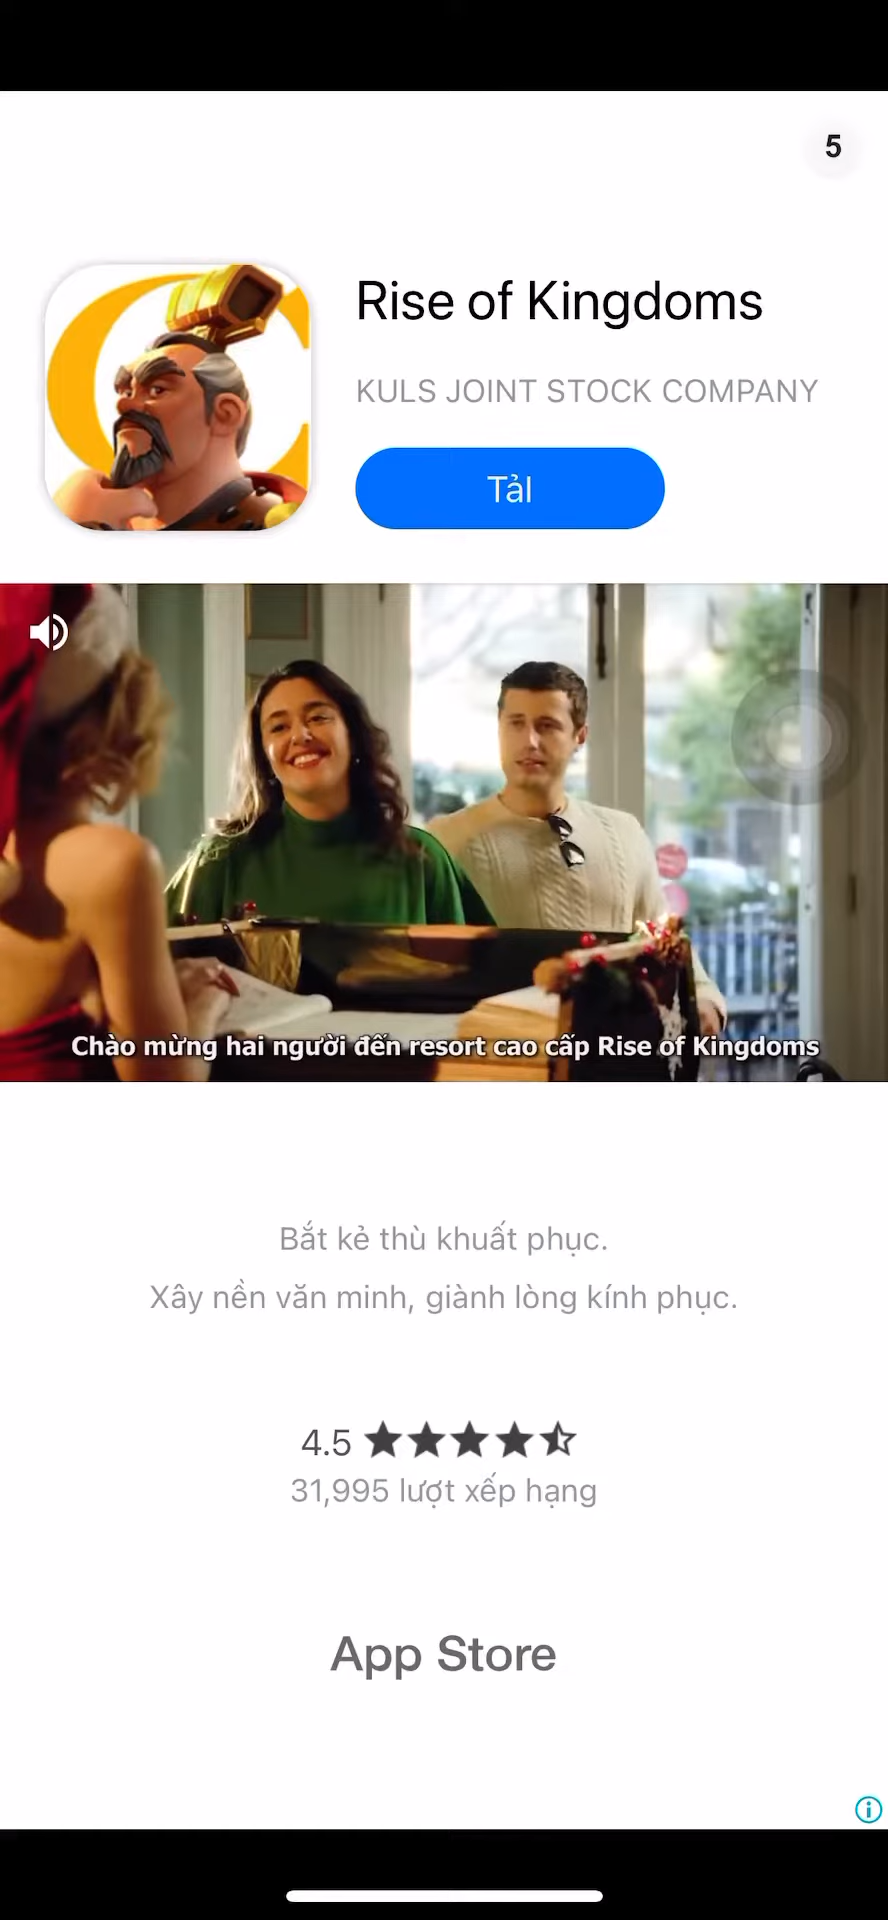 5
Rise of Kingdoms
KULS JOINT STOCK COMPANY
Tảl
Chào mừng hai người đến resort cao cấp Rise of Kingdoms
Bắt kẻ thù khuất phục.
Xây nền văn minh, giành lòng kính phục.
4.5
31,995 lượt xếp hạng
App Store